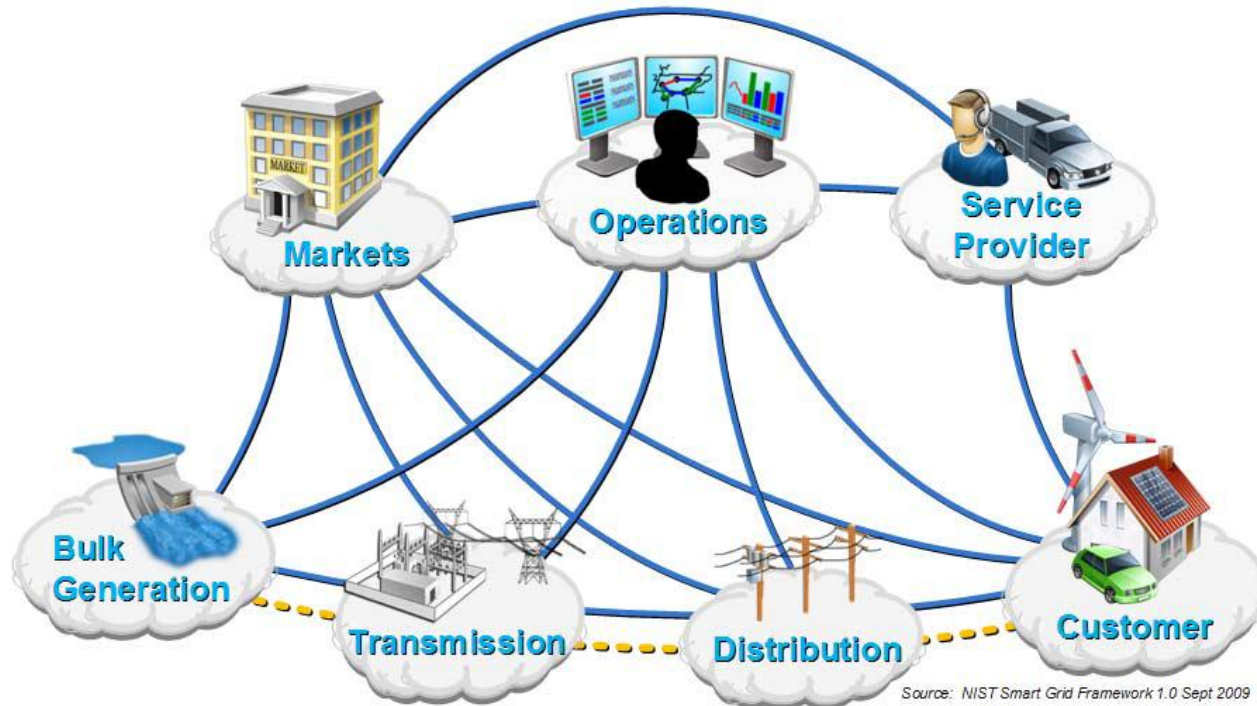 MARKET
Markets
Operations
Service
Provider
Bulk
Generation
Transmission
Distribution
Customer
Source: NIST Smart Grid Framework 1.0 Sept 2009